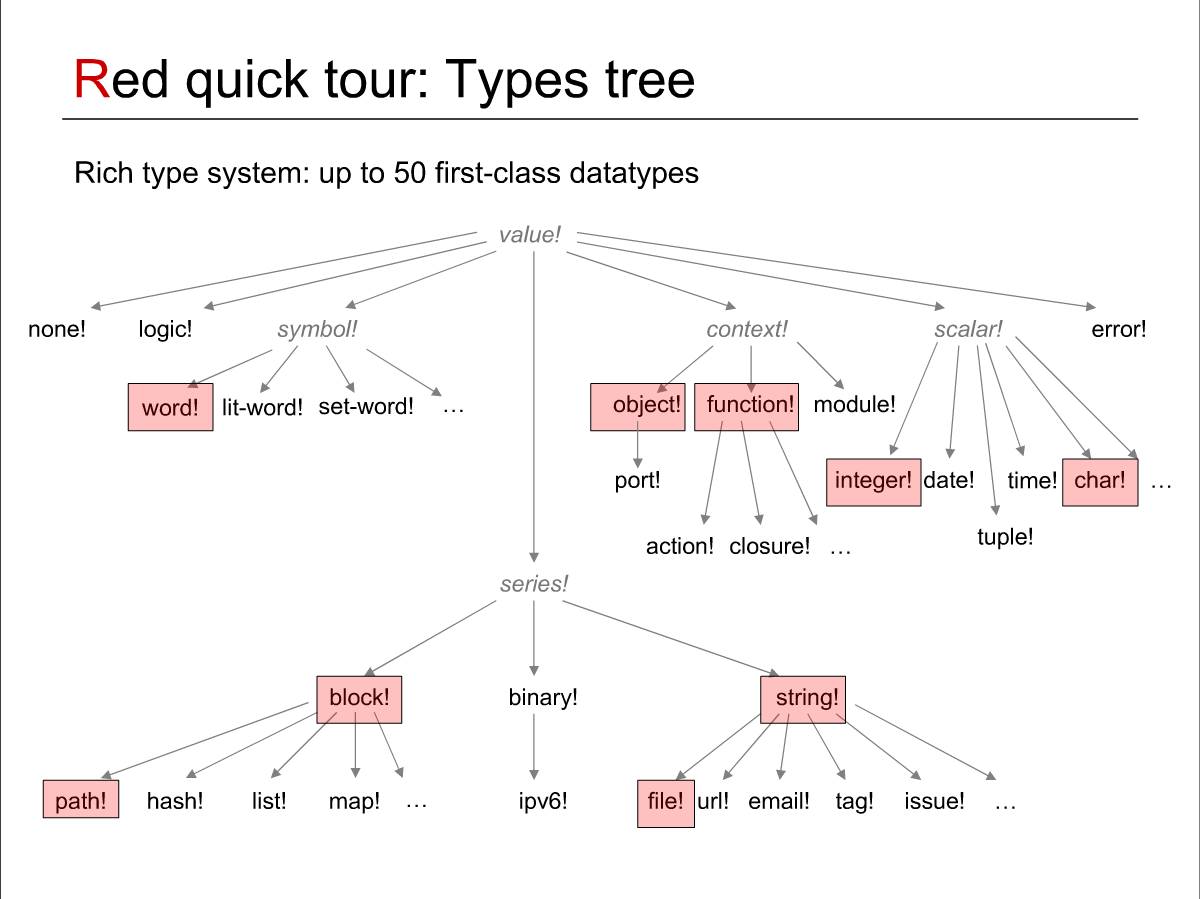 Red quick tour: Types tree
Rich type system: up to 50 first-class datatypes
value!
none! logic! symbol! context! scalar! error!
word! lit-word! set-word! … object! function! module!
port! integer! date! time! char! …
tuple!
action! closure! …
series!
block! binary! string!
path! hash! list! map! … ipv6! file! url! email! tag! issue! …